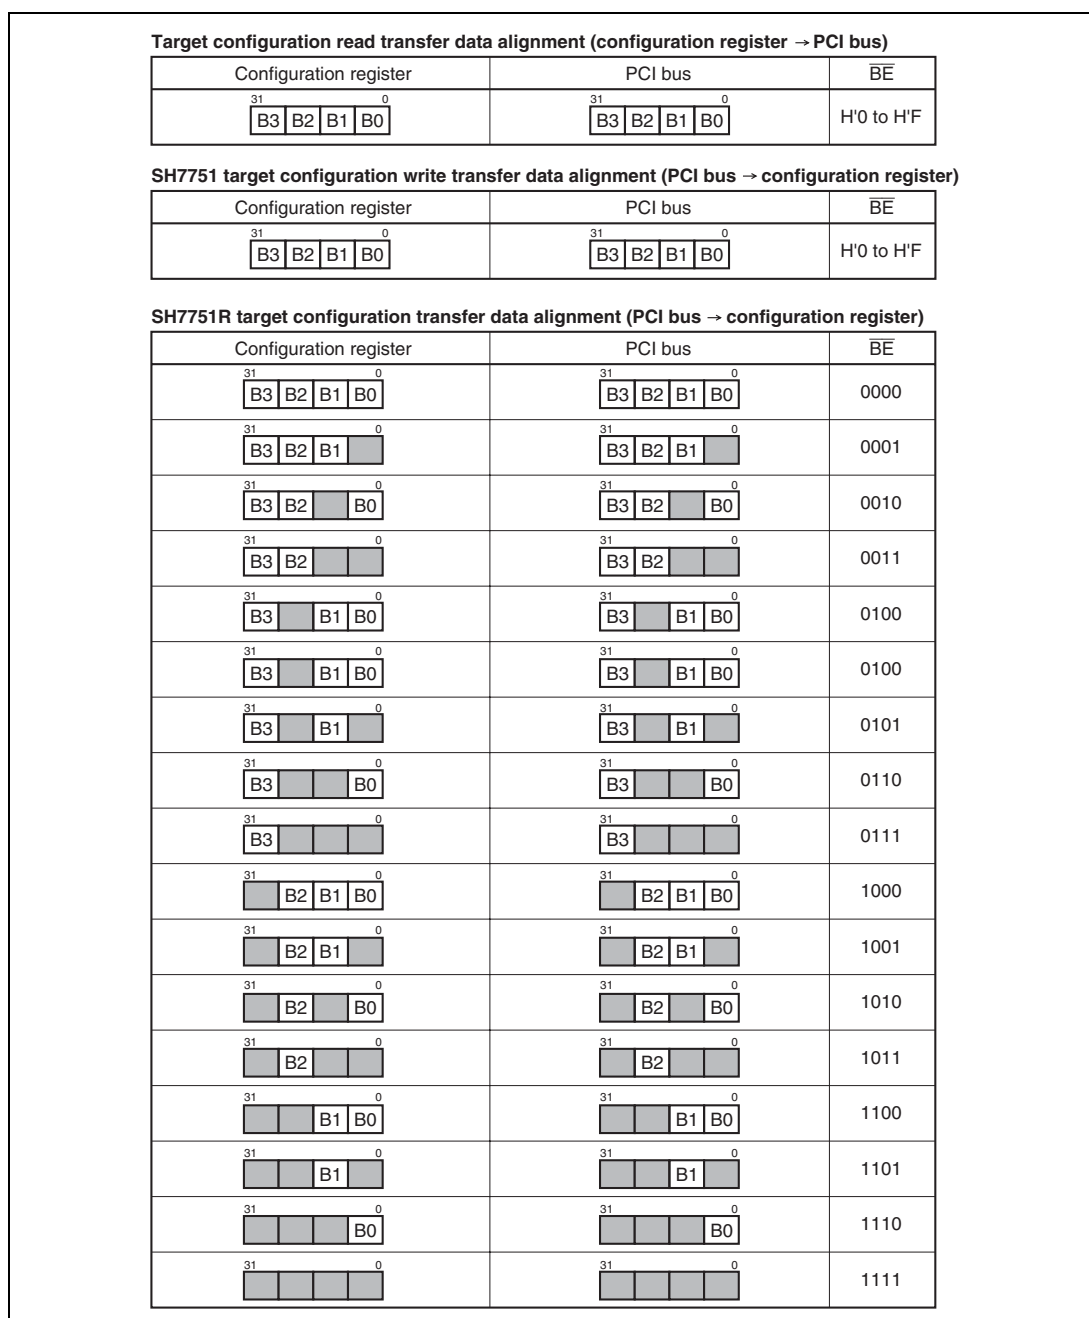 Target configuration read transfer data alignment (configuration register → PCI bus)
Configuration register PCI bus BE
31 0 31 0
B3 B2 B1 B0 B3 B2 B1 B0 H'0 to H'F
SH7751 target configuration write transfer data alignment (PCI bus → configuration register)
Configuration register PCI bus BE
31 0 31 0
B3 B2 B1 B0 B3 B2 B1 B0 H'0 to H'F
SH7751R target configuration transfer data alignment (PCI bus → configuration register)
Configuration register PCI bus BE
31 0 31 0
B3 B2 B1 B0 B3 B2 B1 B0 0000
31 0 31 0
B3 B2 B1 B3 B2 B1 0001
31 0 31 0
B3 B2 B0 B3 B2 B0 0010
31 0 31 0
B3 B2 B3 B2 0011
31 0 31 0
B3 B1 B0 B3 B1 B0 0100
31 0 31 0
B3 B1 B0 B3 B1 B0 0100
31 0 31 0
B3 B1 B3 B1 0101
31 0 31 0
B3 B0 B3 B0 0110
31 0 31 0
B3 B3 0111
31 0 31 0
B2 B1 B0 B2 B1 B0 1000
31 0 31 0
B2 B1 B2 B1 1001
31 0 31 0
B2 B0 B2 B0 1010
31 0 31 0
B2 B2 1011
31 0 31 0
B1 B0 B1 B0 1100
31 0 31 0
B1 B1 1101
31 0 31 0
B0 B0 1110
31 0 31 0
1111